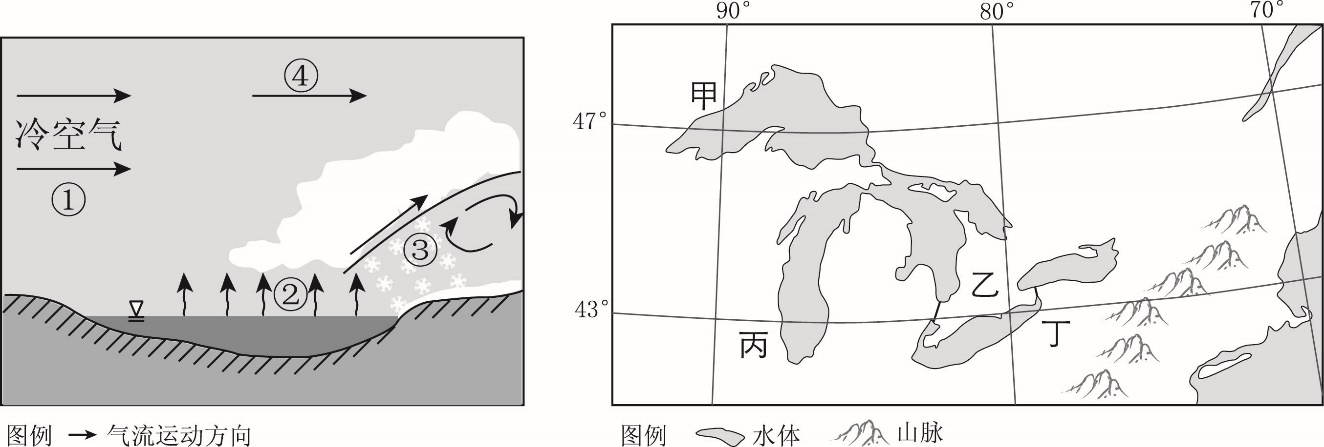 ④
冷空气
①
③
②
图例 气流运动方向
90° 80° 70°
甲
47°
乙
43°
丙 丁
图例 水体 山脉